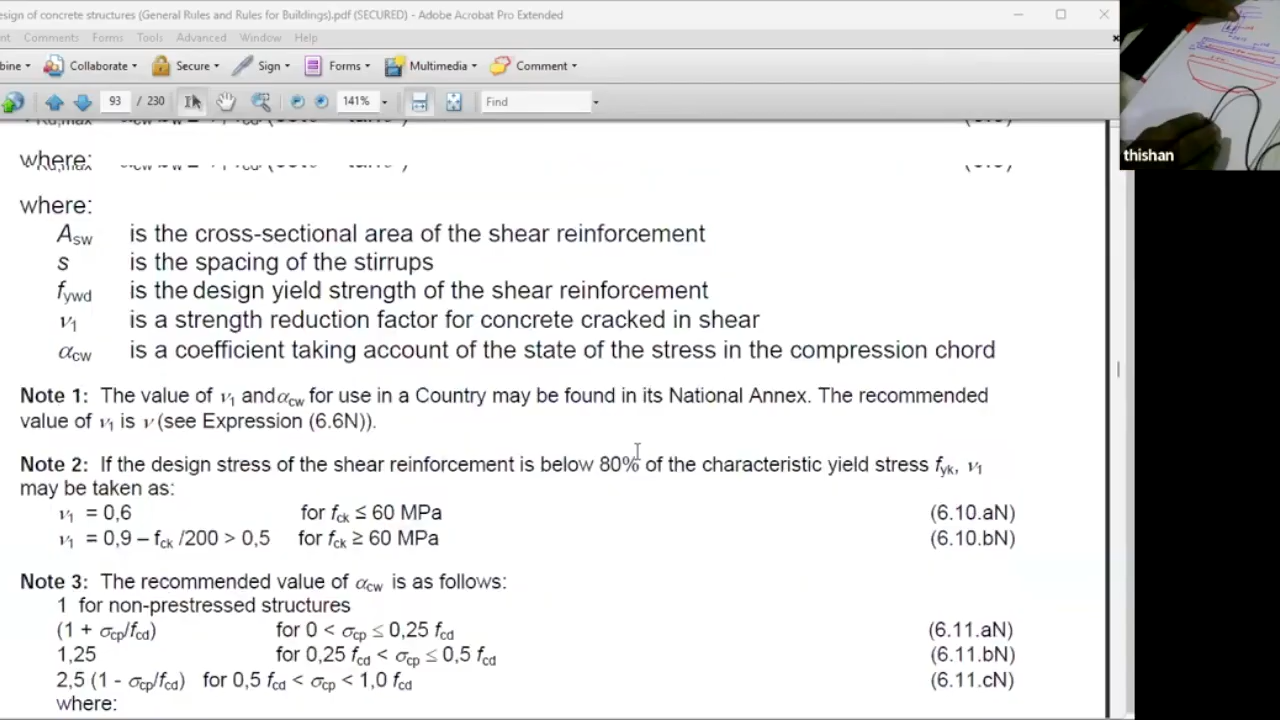 esign of concrete structures (General Rules and Rules for Buildings).pdf (SECURED) - Adobe Acrobat Pro Extended
nt Comments Forms Tools Advanced Window Help
bine Collaborate Secure Sign Forms Multimedia Comment
93 / 230 141% Find
where:
where:
Asw is the cross-sectional area of the shear reinforcement
s is the spacing of the stirrups
fywd is the design yield strength of the shear reinforcement
ν1 is a strength reduction factor for concrete cracked in shear
αcw is a coefficient taking account of the state of the stress in the compression chord
Note 1: The value of ν1 and αcw for use in a Country may be found in its National Annex. The recommended
value of ν1 is ν (see Expression (6.6N)).
Note 2: If the design stress of the shear reinforcement is below 80% of the characteristic yield stress fyk, ν1
may be taken as:
ν1 = 0,6 for fck ≤ 60 MPa (6.10.aN)
ν1 = 0,9 – fck /200 > 0,5 for fck ≥ 60 MPa (6.10.bN)
Note 3: The recommended value of αcw is as follows:
1 for non-prestressed structures
(1 + σcp/fcd) for 0 < σcp ≤ 0,25 fcd (6.11.aN)
1,25 for 0,25 fcd < σcp ≤ 0,5 fcd (6.11.bN)
2,5 (1 - σcp/fcd) for 0,5 fcd < σcp < 1,0 fcd (6.11.cN)
where:
thishan